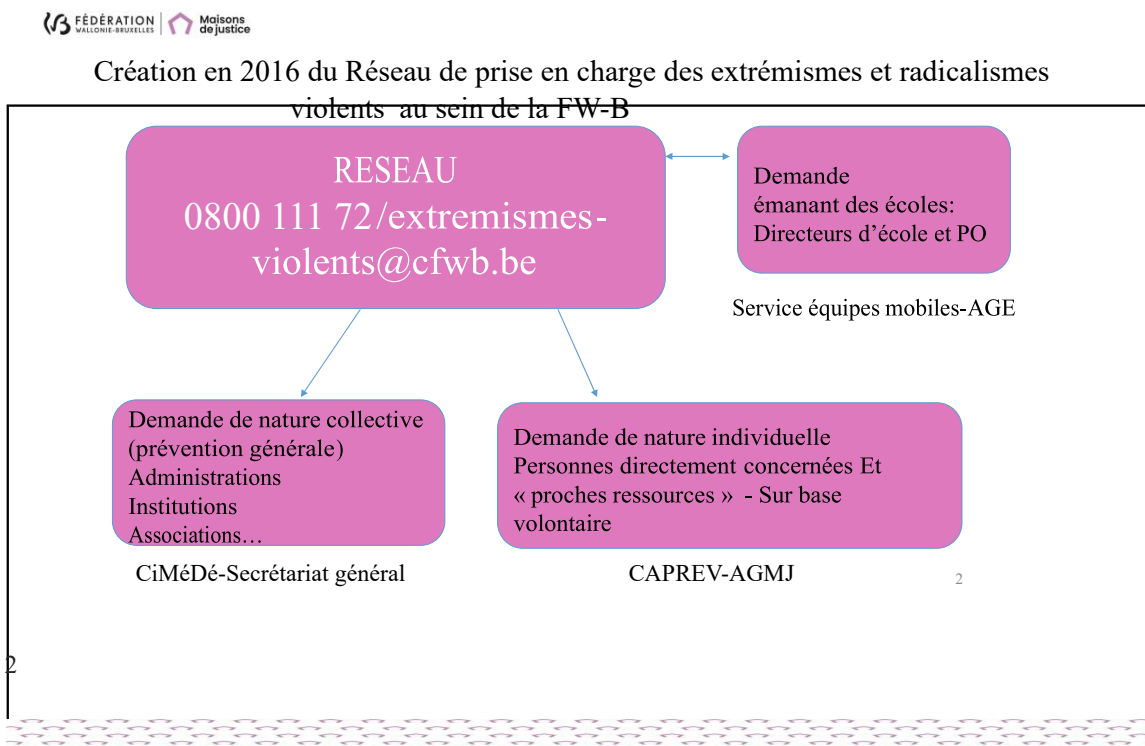 FÉDÉRATION
WALLONIE-BRUXELLES
Maisons
de justice
Création en 2016 du Réseau de prise en charge des extrémismes et radicalismes
violents au sein de la FW-B
RESEAU
0800 111 72/extremismes-
violents@cfwb.be
Demande
émanant des écoles:
Directeurs d’école et PO
Service équipes mobiles-AGE
Demande de nature collective
(prévention générale)
Administrations
Institutions
Associations…
CiMéDé-Secrétariat général
Demande de nature individuelle
Personnes directement concernées Et
« proches ressources » - Sur base
volontaire
CAPREV-AGMJ
2
2